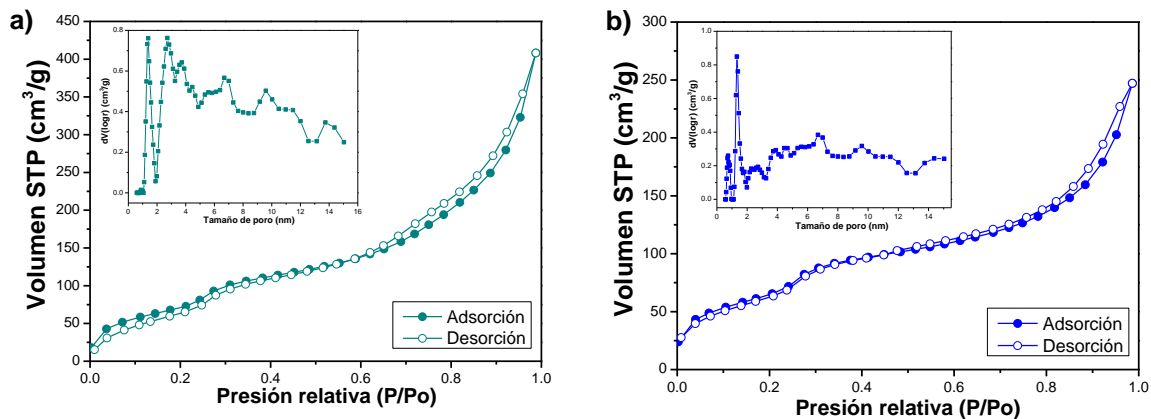 a)
Volumen STP (cm³/g)
450
400
350
300
250
200
150
100
50
0
0.0 0.2 0.4 0.6 0.8 1.0
Presión relativa (P/Po)
Adsorción
Desorción
dV(logr) (cm³/g)
0.8
0.6
0.4
0.2
0.0
0 2 4 6 8 10 12 14 16
Tamaño de poro (nm)
b)
Volumen STP (cm³/g)
300
250
200
150
100
50
0
0.0 0.2 0.4 0.6 0.8 1.0
Presión relativa (P/Po)
Adsorción
Desorción
dV(logr) (cm³/g)
1.0
0.8
0.6
0.4
0.2
0.0
0 2 4 6 8 10 12 14
Tamaño de poro (nm)